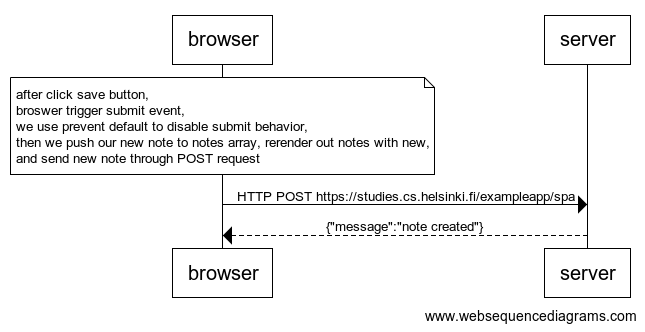 browser
server
after click save button,
broswer trigger submit event,
we use prevent default to disable submit behavior,
then we push our new note to notes array, rerender out notes with new,
and send new note through POST request
HTTP POST https://studies.cs.helsinki.fi/exampleapp/spa
{"message":"note created"}
browser
server
www.websequencediagrams.com